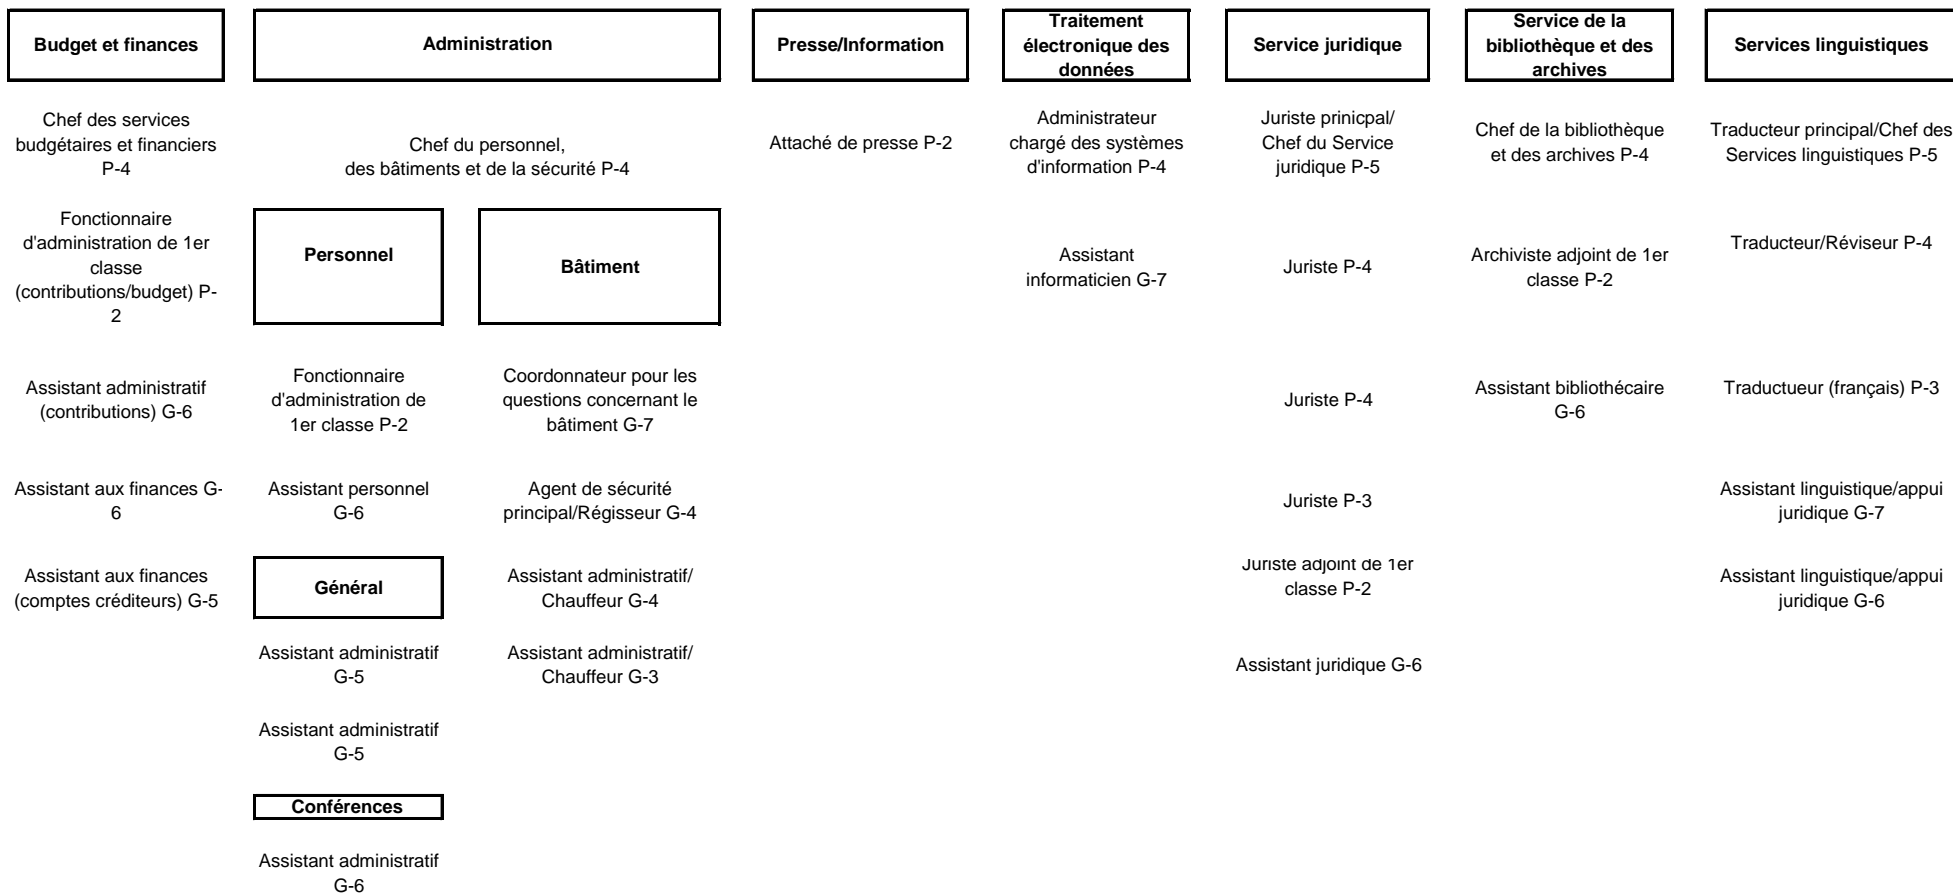 Budget et finances
Administration
Presse/Information
Traitement
électronique des
données
Service juridique
Service de la
bibliothèque et des
archives
Services linguistiques
Chef des services
budgétaires et financiers
P-4
Chef du personnel,
des bâtiments et de la sécurité P-4
Attaché de presse P-2
Administrateur
chargé des systèmes
d'information P-4
Juriste prinicpal/
Chef du Service
juridique P-5
Chef de la bibliothèque
et des archives P-4
Traducteur principal/Chef des
Services linguistiques P-5
Fonctionnaire
d'administration de 1er
classe
(contributions/budget) P-
2
Personnel
Bâtiment
Assistant
informaticien G-7
Juriste P-4
Archiviste adjoint de 1er
classe P-2
Traducteur/Réviseur P-4
Assistant administratif
(contributions) G-6
Fonctionnaire
d'administration de
1er classe P-2
Coordonnateur pour les
questions concernant le
bâtiment G-7
Juriste P-4
Assistant bibliothécaire
G-6
Traductueur (français) P-3
Assistant aux finances G-
6
Assistant personnel
G-6
Agent de sécurité
principal/Régisseur G-4
Juriste P-3
Assistant linguistique/appui
juridique G-7
Assistant aux finances
(comptes créditeurs) G-5
Général
Assistant administratif/
Chauffeur G-4
Juriste adjoint de 1er
classe P-2
Assistant linguistique/appui
juridique G-6
Assistant administratif
G-5
Assistant administratif/
Chauffeur G-3
Assistant juridique G-6
Assistant administratif
G-5
Conférences
Assistant administratif
G-6